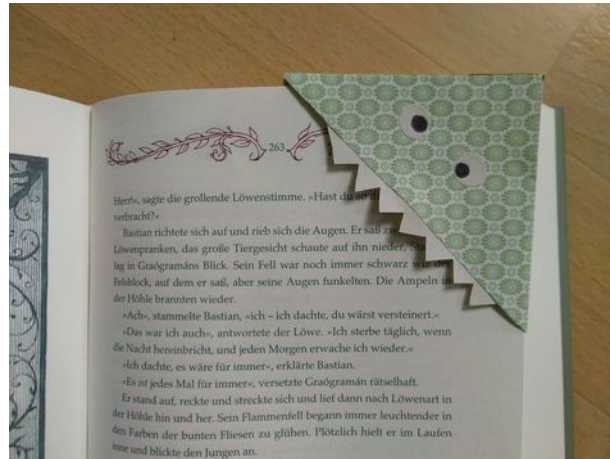 263
Herr!«, sagte die grollende Löwenstimme. »Hast du so
verbracht?«
Bastian richtete sich auf und rieb sich die Augen. Er saß
Löwenpranken, das große Tiergesicht schaute auf ihn nieder,
lag in Graógramáns Blick. Sein Fell war noch immer schwarz wie der
Felsblock, auf dem er saß, aber seine Augen funkelten. Die Ampeln in
der Höhle brannten wieder.
»Ach«, stammelte Bastian, »ich – ich dachte, du wärst versteinert.«
»Das war ich auch«, antwortete der Löwe. »Ich sterbe täglich, wenn
die Nacht hereinbricht, und jeden Morgen erwache ich wieder.«
»Ich dachte, es wäre für immer«, erklärte Bastian.
»Es ist jedes Mal für immer«, versetzte Graógramán rätselhaft.
Er stand auf, reckte und streckte sich und lief dann nach Löwenart in
der Höhle hin und her. Sein Flammenfell begann immer leuchtender in
den Farben der bunten Fliesen zu glühen. Plötzlich hielt er im Laufen
inne und blickte den Jungen an.